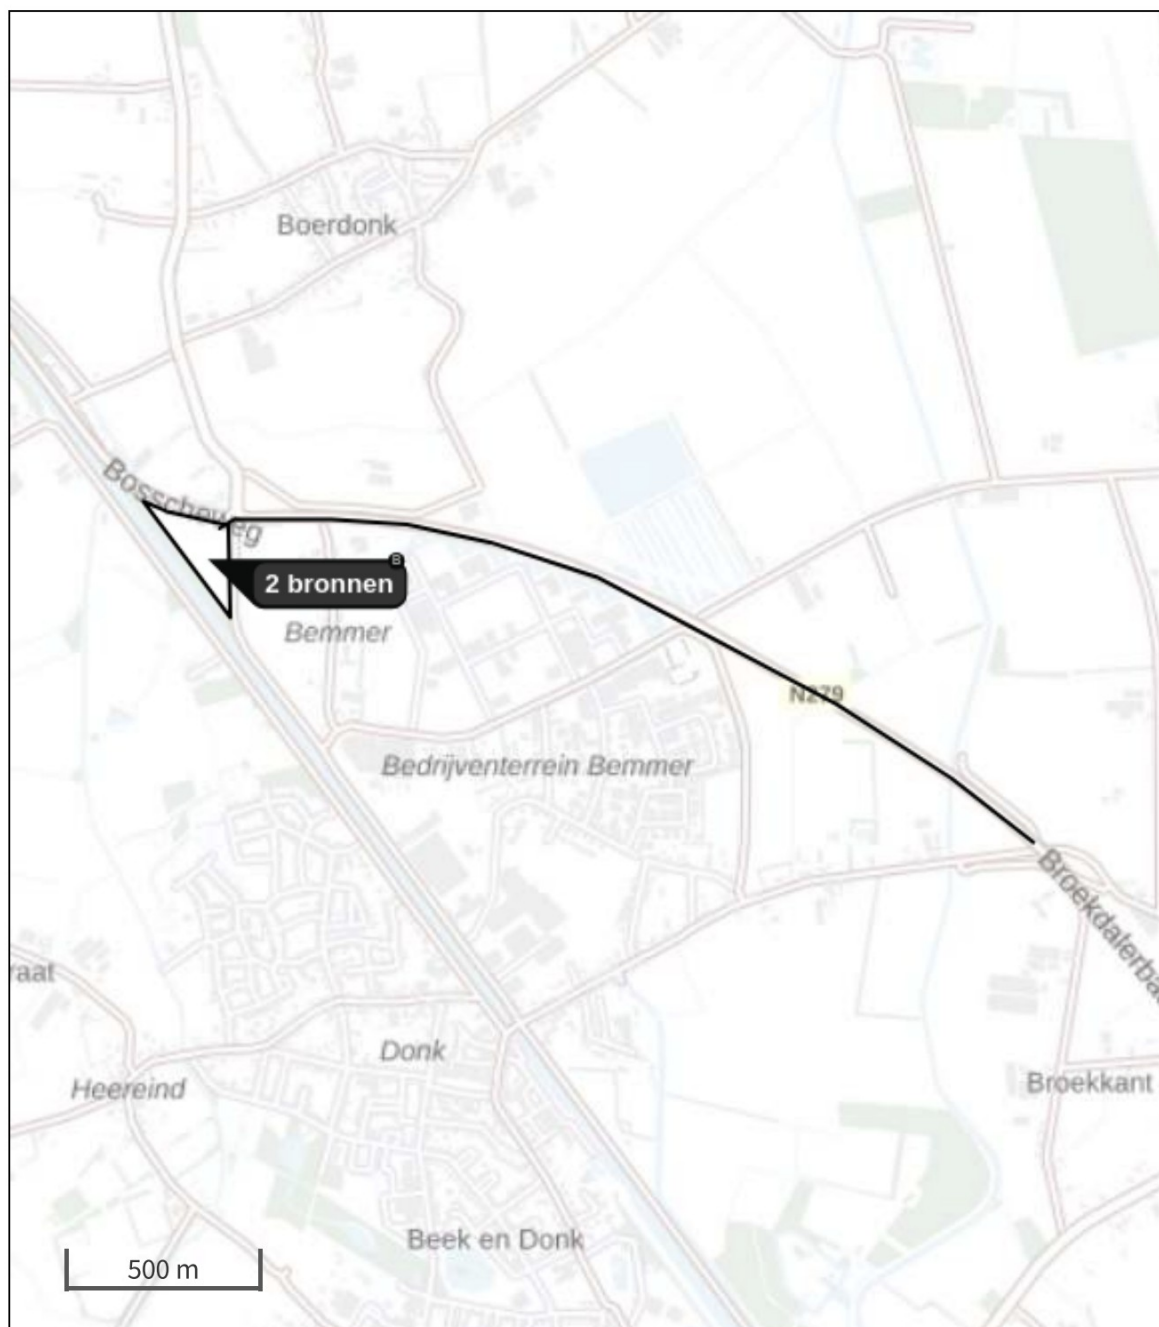 Boerdonk
Bosscheweg
B
2 bronnen
Bemmer
N279
Bedrijventerrein Bemmer
Broekdalerba
raat
Donk
Heereind
Broekkant
Beek en Donk
500 m